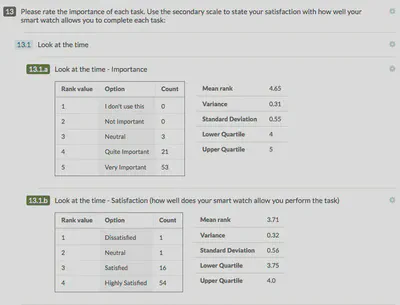 13 Please rate the importance of each task. Use the secondary scale to state your satisfaction with how well your
smart watch allows you to complete each task:
13.1 Look at the time
13.1.a Look at the time - Importance
Rank value Option Count
1 I don't use this 0
2 Not Important 0
3 Neutral 3
4 Quite Important 21
5 Very Important 53
Mean rank 4.65
Variance 0.31
Standard Deviation 0.55
Lower Quartile 4
Upper Quartile 5
13.1.b Look at the time - Satisfaction (how well does your smart watch allow you perform the task)
Rank value Option Count
1 Dissatisfied 1
2 Neutral 1
3 Satisfied 16
4 Highly Satisfied 54
Mean rank 3.71
Variance 0.32
Standard Deviation 0.56
Lower Quartile 3.75
Upper Quartile 4.0